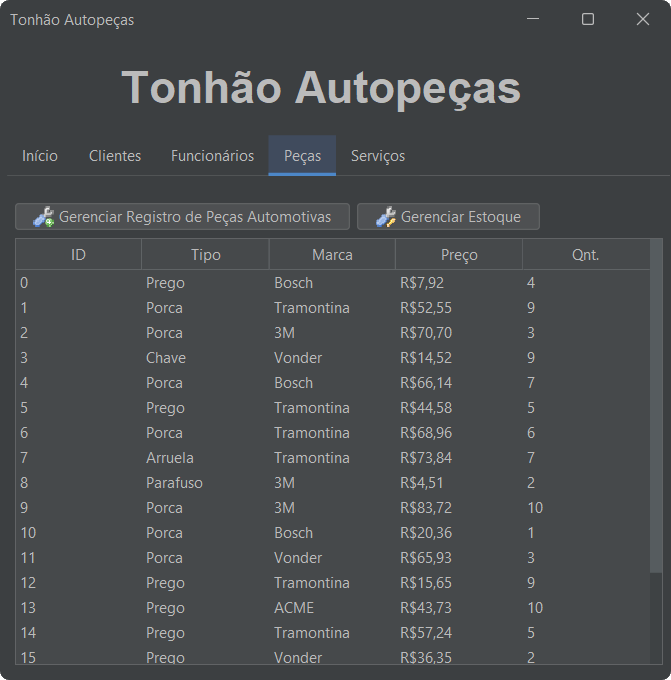 Tonhão Autopeças
Tonhão Autopeças
Início Clientes Funcionários Peças Serviços
Gerenciar Registro de Peças Automotivas Gerenciar Estoque
ID Tipo Marca Preço Qnt.
0 Prego Bosch R$7,92 4
1 Porca Tramontina R$52,55 9
2 Porca 3M R$70,70 3
3 Chave Vonder R$14,52 9
4 Porca Bosch R$66,14 7
5 Prego Tramontina R$44,58 5
6 Porca Tramontina R$68,96 6
7 Arruela Tramontina R$73,84 7
8 Parafuso 3M R$4,51 2
9 Porca 3M R$83,72 10
10 Porca Bosch R$20,36 1
11 Porca Vonder R$65,93 3
12 Prego Tramontina R$15,65 9
13 Prego ACME R$43,73 10
14 Prego Tramontina R$57,24 5
15 Prego Vonder R$36,35 2